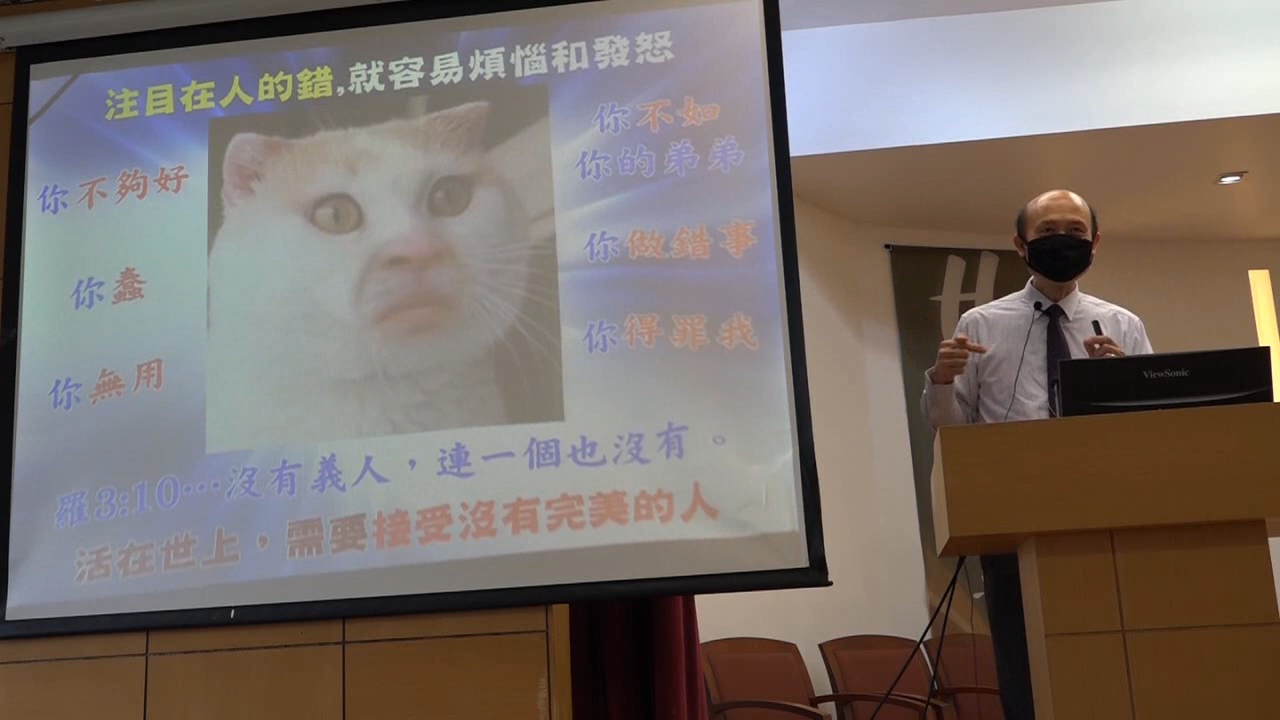 注目在人的錯,就容易煩惱和發怒
你不夠好
你蠢
你無用
你不如
你的弟弟
你做錯事
你得罪我
羅3:10…沒有義人，連一個也沒有。
活在世上，需要接受沒有完美的人
H
ViewSonic